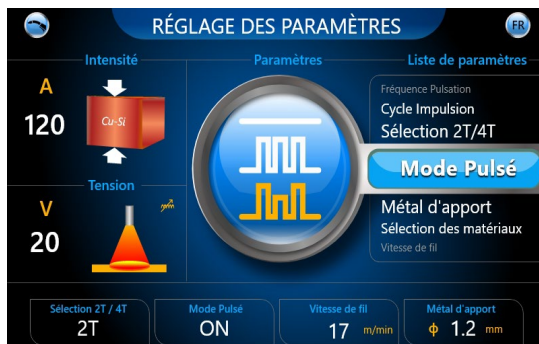 RÉGLAGE DES PARAMÈTRES
FR
Intensité
A
120
Cu-Si
Tension
V
20
Paramètres
Liste de paramètres
Fréquence Pulsation
Cycle Impulsion
Sélection 2T/4T
Mode Pulsé
Métal d'apport
Sélection des matériaux
Vitesse de fil
Sélection 2T / 4T
2T
Mode Pulsé
ON
Vitesse de fil
17 m/min
Métal d'apport
ϕ 1.2 mm